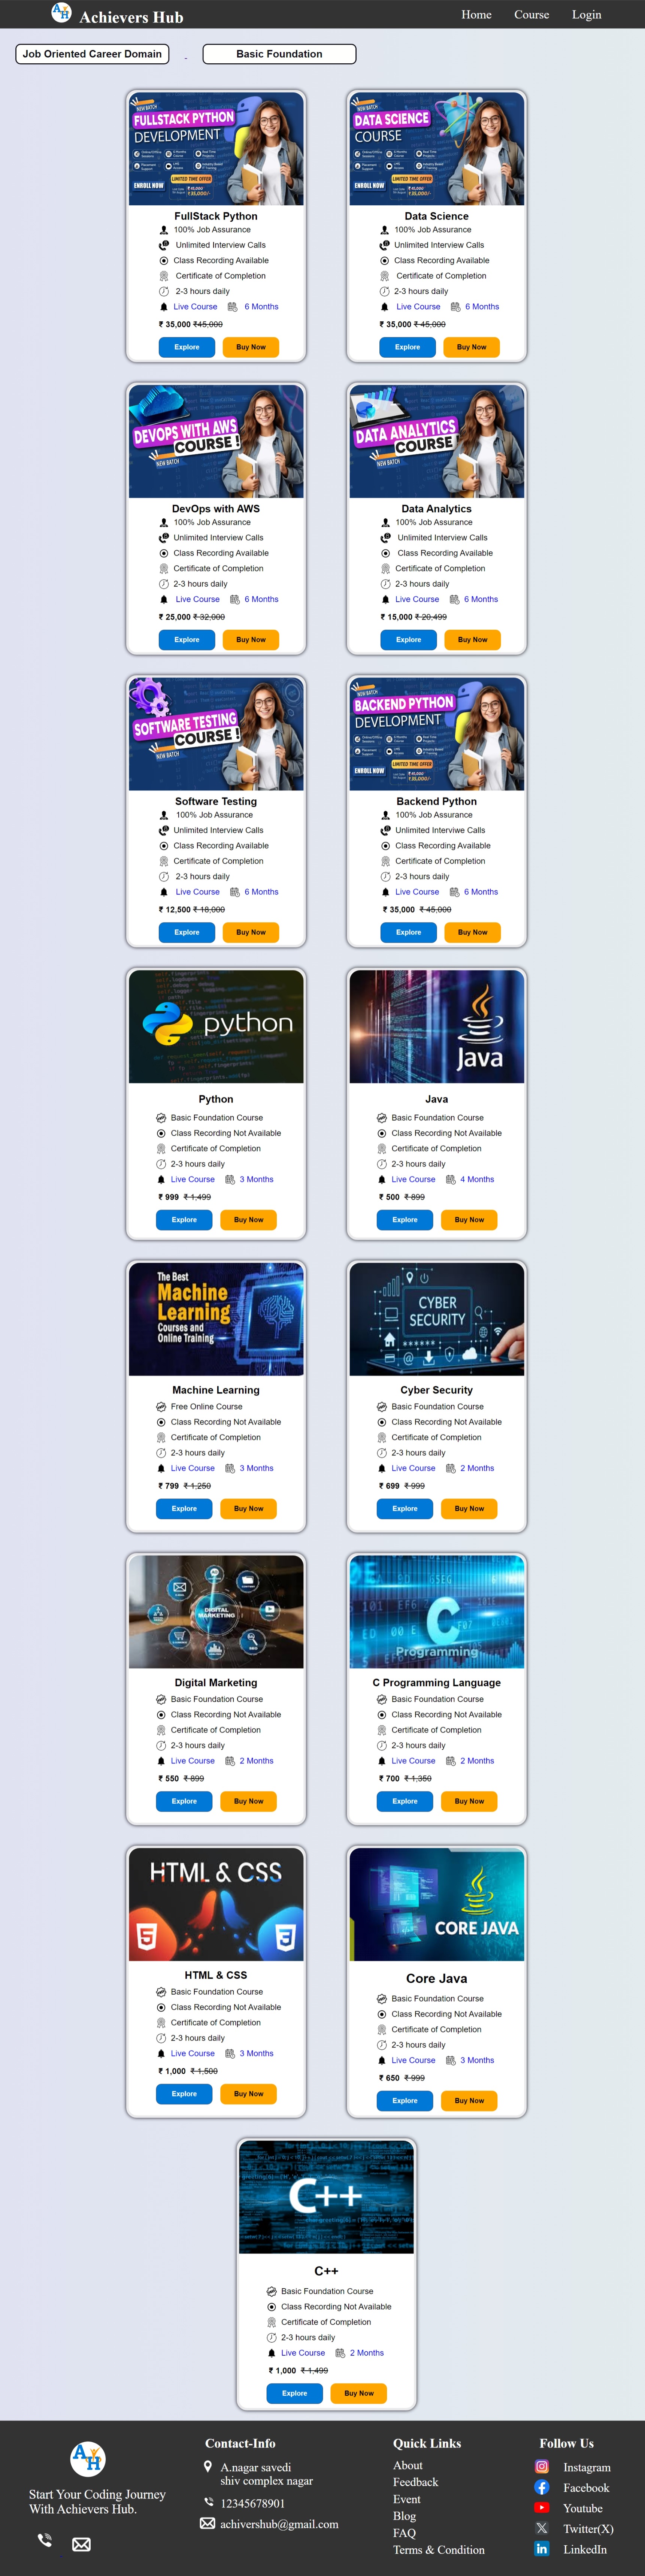 Achievers Hub
Home Course Login
Job Oriented Career Domain - Basic Foundation
NEW BATCH
FULLSTACK PYTHON
DEVELOPMENT
LIMITED TIME OFFER
ENROLL NOW
FullStack Python
100% Job Assurance
Unlimited Interview Calls
Class Recording Available
Certificate of Completion
2-3 hours daily
Live Course 6 Months
₹ 35,000 ₹45,000
Explore Buy Now
NEW BATCH
DATA SCIENCE
COURSE
LIMITED TIME OFFER
ENROLL NOW
Data Science
100% Job Assurance
Unlimited Interview Calls
Class Recording Available
Certificate of Completion
2-3 hours daily
Live Course 6 Months
₹ 35,000 ₹ 45,000
Explore Buy Now
DEVOPS WITH AWS
COURSE !
NEW BATCH
DevOps with AWS
100% Job Assurance
Unlimited Interview Calls
Class Recording Available
Certificate of Completion
2-3 hours daily
Live Course 6 Months
₹ 25,000 ₹ 32,000
Explore Buy Now
DATA ANALYTICS
COURSE
NEW BATCH
Data Analytics
100% Job Assurance
Unlimited Interview Calls
Class Recording Available
Certificate of Completion
2-3 hours daily
Live Course 6 Months
₹ 15,000 ₹ 20,499
Explore Buy Now
SOFTWARE TESTING
COURSE !
NEW BATCH
Software Testing
100% Job Assurance
Unlimited Interview Calls
Class Recording Available
Certificate of Completion
2-3 hours daily
Live Course 6 Months
₹ 12,500 ₹ 18,000
Explore Buy Now
NEW BATCH
BACKEND PYTHON
DEVELOPMENT
LIMITED TIME OFFER
ENROLL NOW
Backend Python
100% Job Assurance
Unlimited Interviwe Calls
Class Recording Available
Certificate of Completion
2-3 hours daily
Live Course 6 Months
₹ 35,000 ₹ 45,000
Explore Buy Now
python
Python
Basic Foundation Course
Class Recording Not Available
Certificate of Completion
2-3 hours daily
Live Course 3 Months
₹ 999 ₹ 1,499
Explore Buy Now
Java
Java
Basic Foundation Course
Class Recording Not Available
Certificate of Completion
2-3 hours daily
Live Course 4 Months
₹ 500 ₹ 899
Explore Buy Now
The Best
Machine
Learning
Courses and
Online Training
Machine Learning
Free Online Course
Class Recording Not Available
Certificate of Completion
2-3 hours daily
Live Course 3 Months
₹ 799 ₹ 1,250
Explore Buy Now
CYBER
SECURITY
Cyber Security
Basic Foundation Course
Class Recording Not Available
Certificate of Completion
2-3 hours daily
Live Course 2 Months
₹ 699 ₹ 999
Explore Buy Now
DIGITAL
MARKETING
Digital Marketing
Basic Foundation Course
Class Recording Not Available
Certificate of Completion
2-3 hours daily
Live Course 2 Months
₹ 550 ₹ 899
Explore Buy Now
C
Programming
C Programming Language
Basic Foundation Course
Class Recording Not Available
Certificate of Completion
2-3 hours daily
Live Course 2 Months
₹ 700 ₹ 1,350
Explore Buy Now
HTML & CSS
HTML & CSS
Basic Foundation Course
Class Recording Not Available
Certificate of Completion
2-3 hours daily
Live Course 3 Months
₹ 1,000 ₹ 1,500
Explore Buy Now
CORE JAVA
Core Java
Basic Foundation Course
Class Recording Not Available
Certificate of Completion
2-3 hours daily
Live Course 3 Months
₹ 650 ₹ 999
Explore Buy Now
C++
C++
Basic Foundation Course
Class Recording Not Available
Certificate of Completion
2-3 hours daily
Live Course 2 Months
₹ 1,000 ₹ 1,499
Explore Buy Now
AH
Start Your Coding Journey
With Achievers Hub.
Contact-Info
A.nagar savedi
shiv complex nagar
12345678901
achivershub@gmail.com
Quick Links
About
Feedback
Event
Blog
FAQ
Terms & Condition
Follow Us
Instagram
Facebook
Youtube
Twitter(X)
LinkedIn